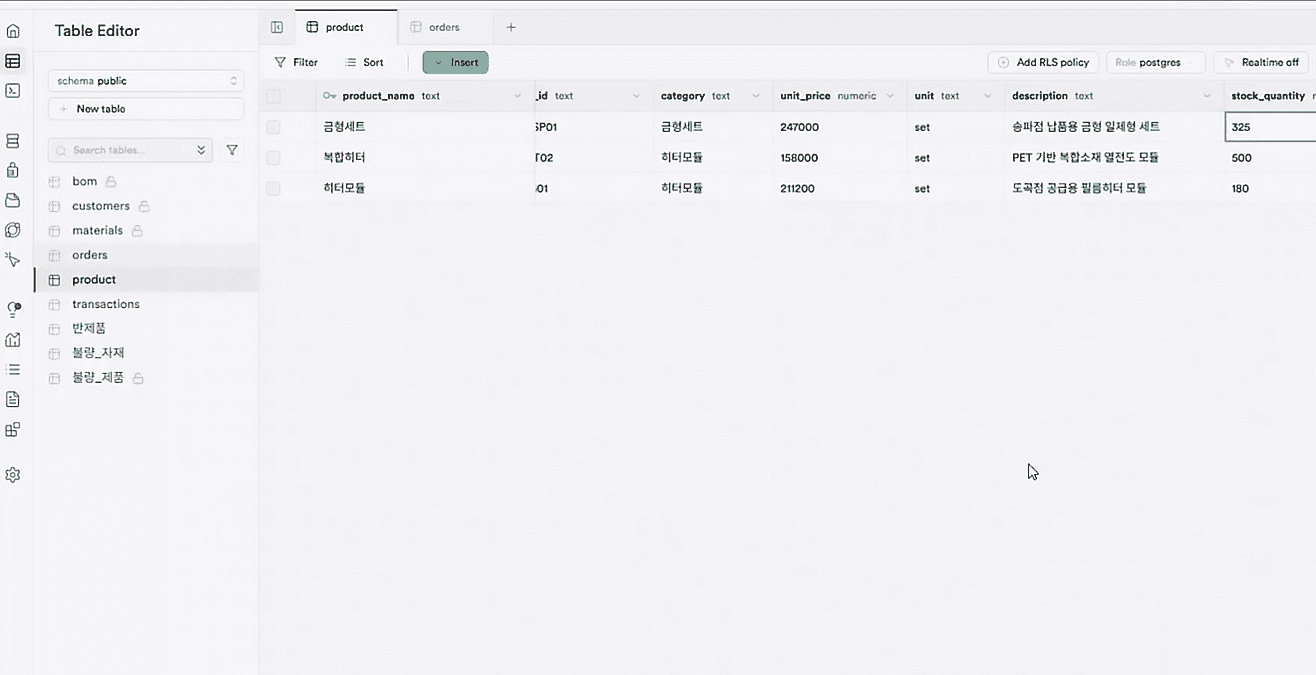 Table Editor
product
orders
schema public
New table
Search tables...
bom
customers
materials
orders
product
transactions
반제품
불량_자재
불량_제품
Filter
Sort
Insert
Add RLS policy
Role postgres
Realtime off
product_name text _id text category text unit_price numeric unit text description text stock_quantity
금형세트 SP01 금형세트 247000 set 송파점 납품용 금형 일체형 세트 325
복합히터 T02 히터모듈 158000 set PET 기반 복합소재 열전도 모듈 500
히터모듈 01 히터모듈 211200 set 도곡점 공급용 필름히터 모듈 180